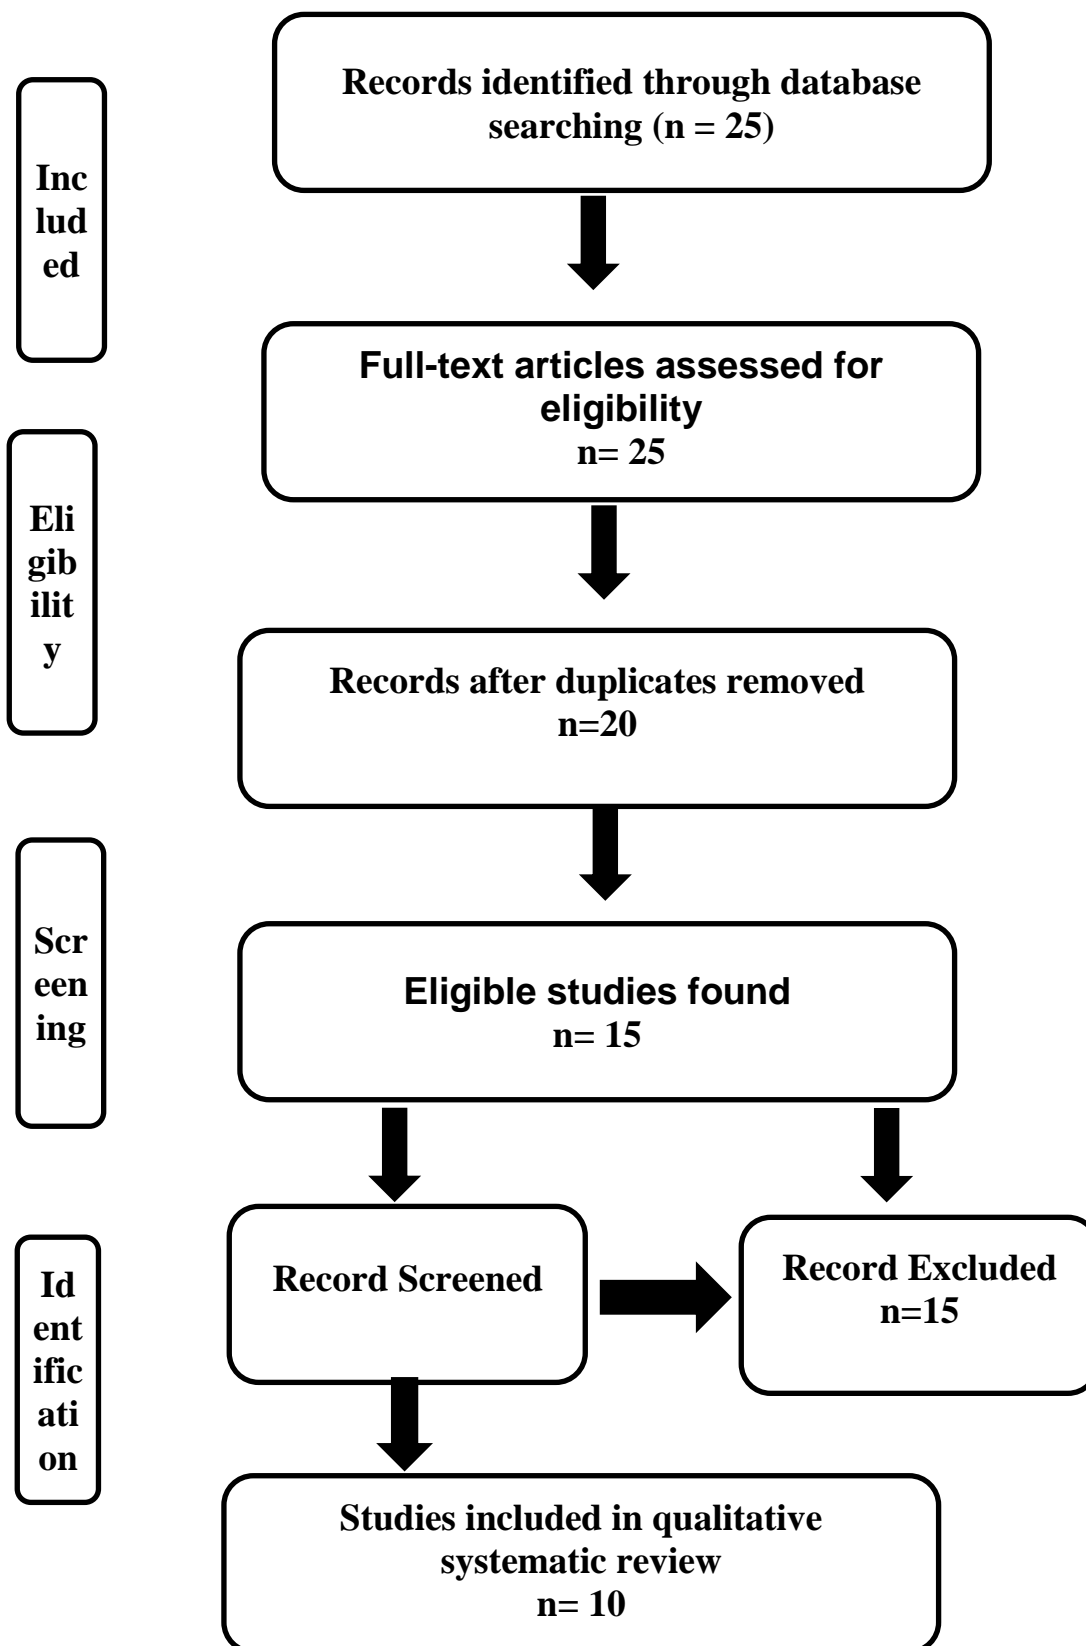 Records identified through database
searching (n = 25)
Inc
lud
ed
Full-text articles assessed for
eligibility
n= 25
Eli
gib
ilit
y
Records after duplicates removed
n=20
Scr
een
ing
Eligible studies found
n= 15
Id
ent
ific
ati
on
Record Screened
Record Excluded
n=15
Studies included in qualitative
systematic review
n= 10